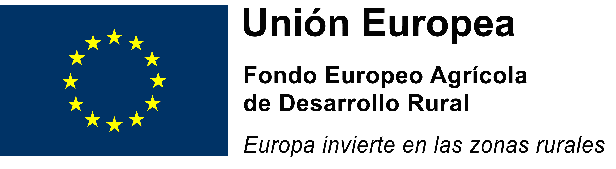 Unión Europea
Fondo Europeo Agrícola
de Desarrollo Rural
Europa invierte en las zonas rurales